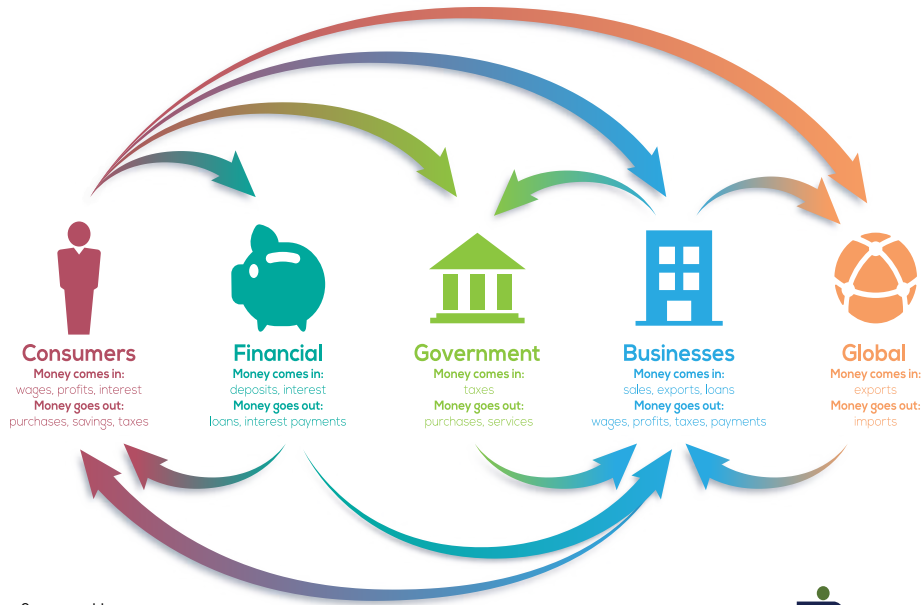 Consumers
Money comes in:
wages, profits, interest
Money goes out:
purchases, savings, taxes
Financial
Money comes in:
deposits, interest
Money goes out:
loans, interest payments
Government
Money comes in:
taxes
Money goes out:
purchases, services
Businesses
Money comes in:
sales, exports, loans
Money goes out:
wages, profits, taxes, payments
Global
Money comes in:
exports
Money goes out:
imports